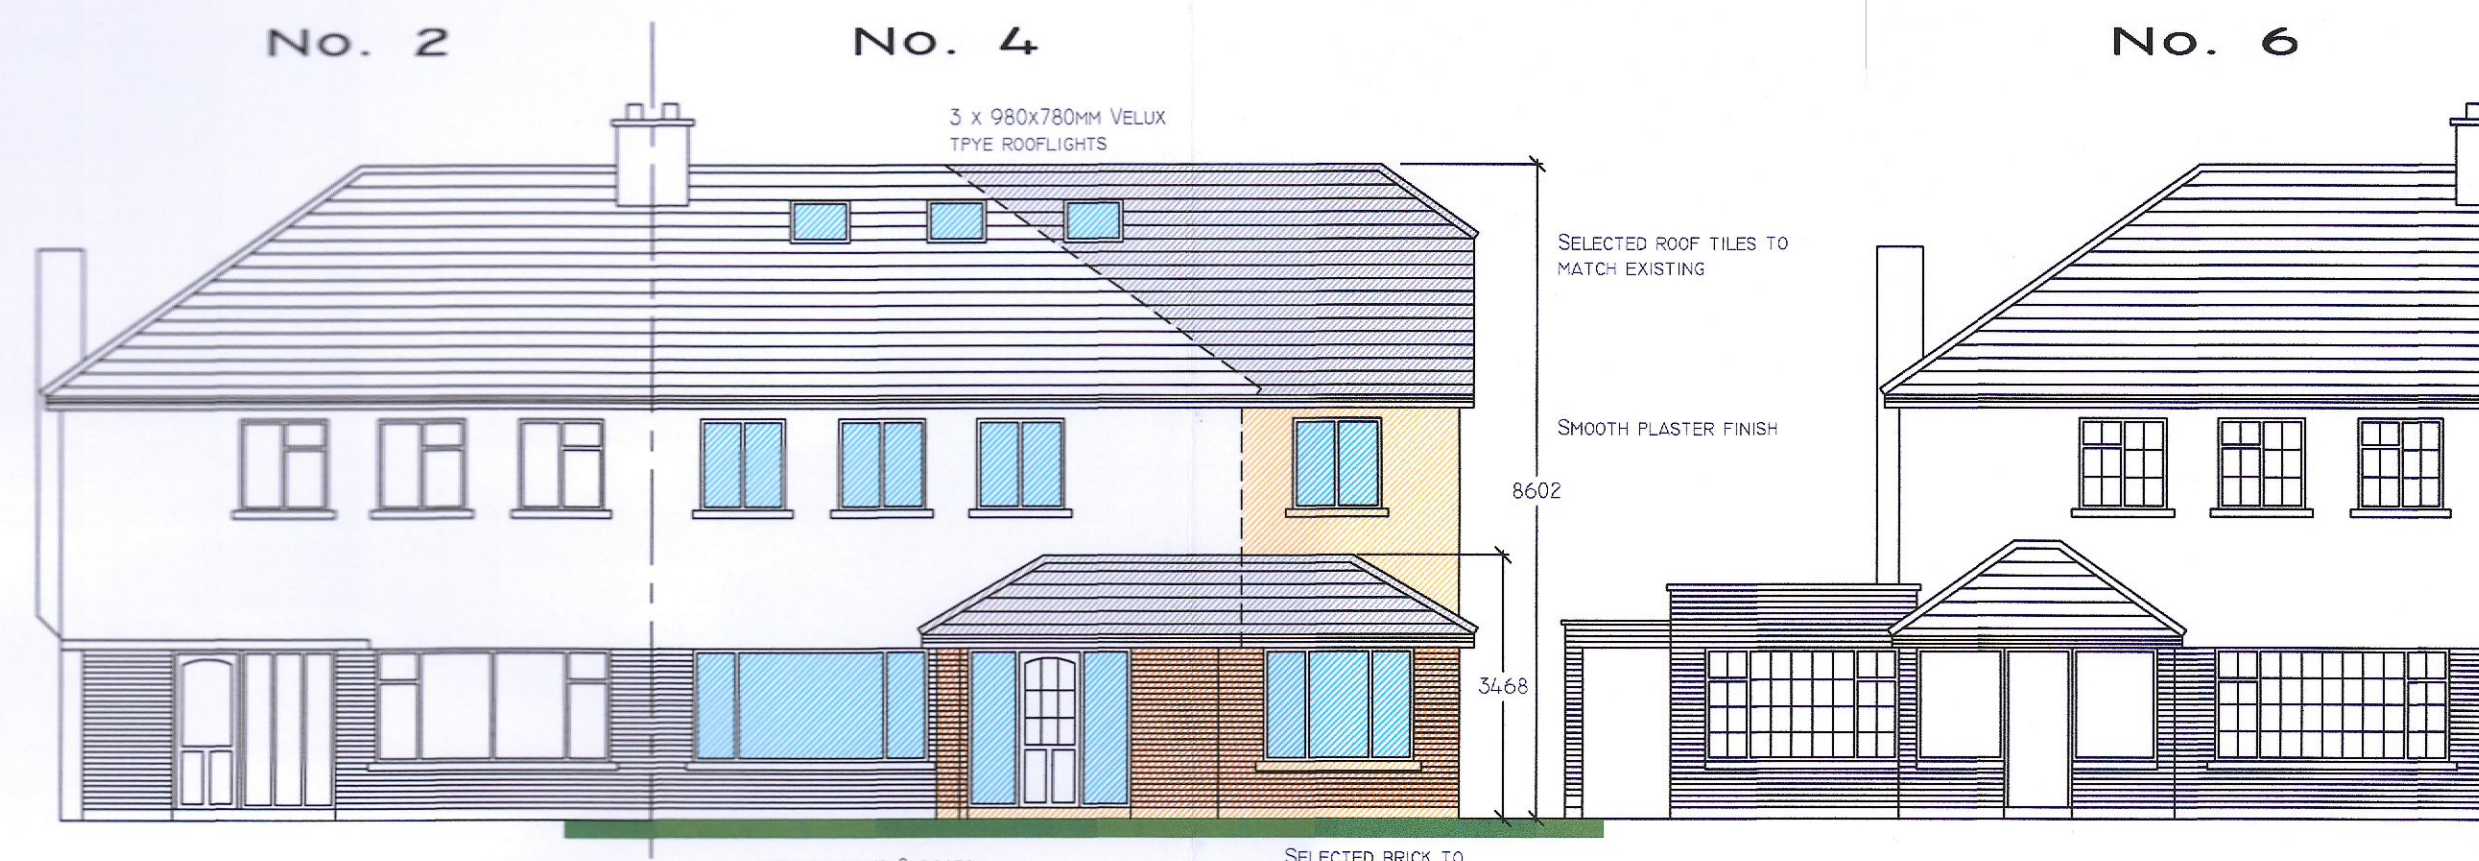 No. 2
No. 4
No. 6
3 x 980x780mm Velux
tpye rooflights
Selected roof tiles to
match existing
Smooth plaster finish
8602
3468
Selected brick to